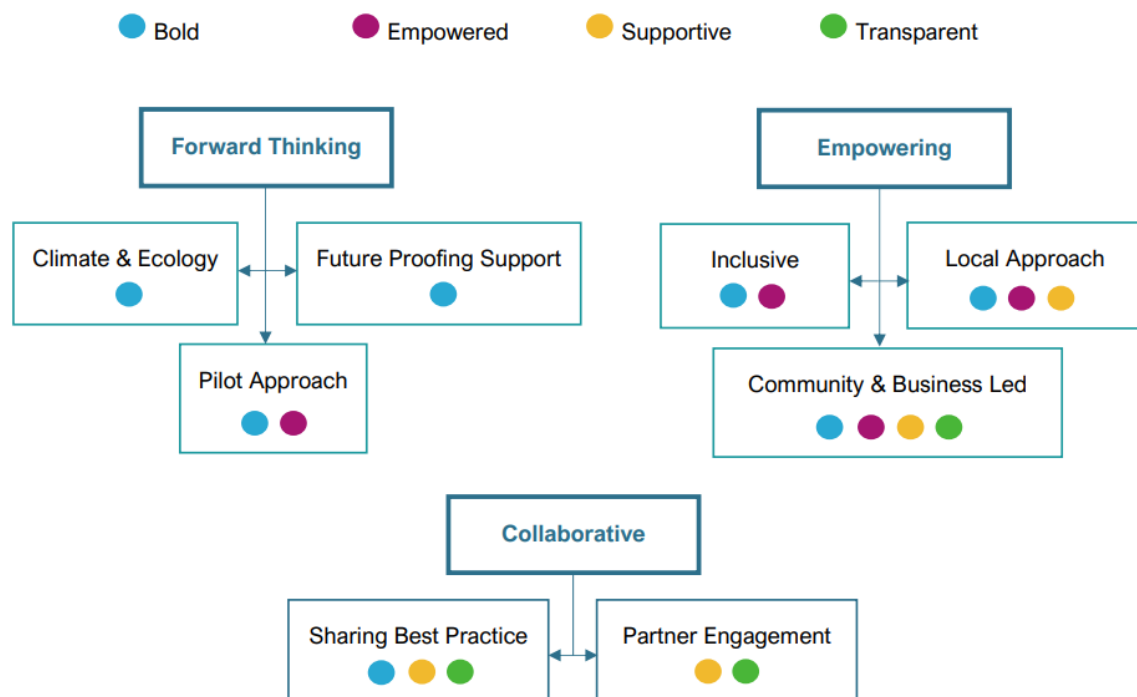 Bold
Empowered
Supportive
Transparent
Forward Thinking
Climate & Ecology
Future Proofing Support
Pilot Approach
Empowering
Inclusive
Local Approach
Community & Business Led
Collaborative
Sharing Best Practice
Partner Engagement